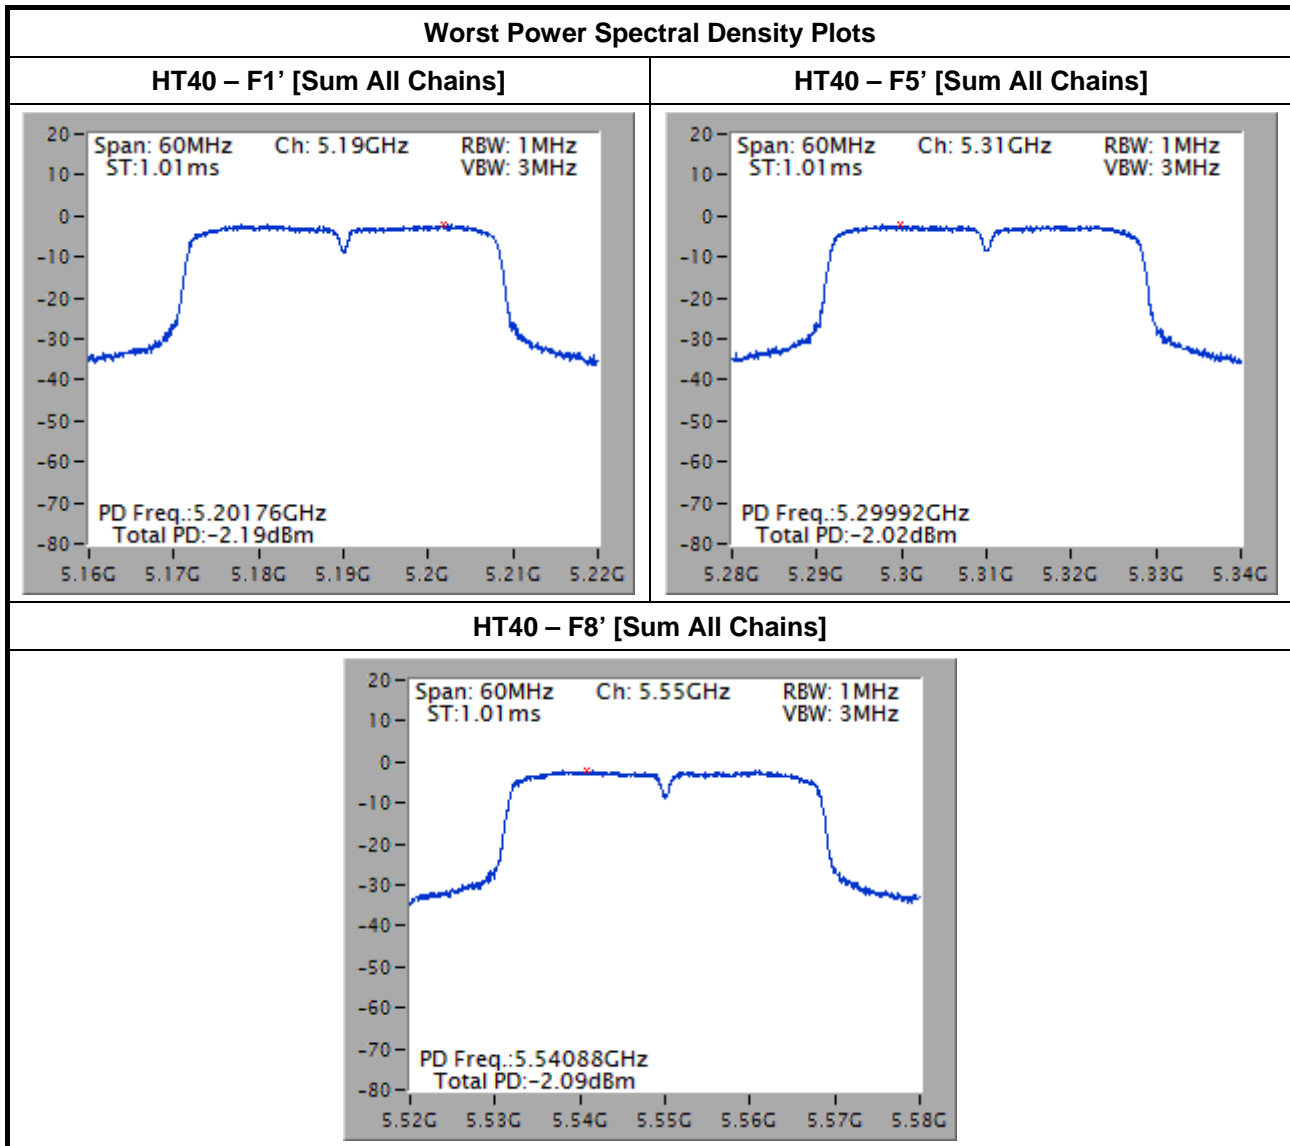 Worst Power Spectral Density Plots
HT40 – F1’ [Sum All Chains]
HT40 – F5’ [Sum All Chains]
Span: 60MHz Ch: 5.19GHz RBW: 1MHz
ST:1.01ms VBW: 3MHz
20
10
0
-10
-20
-30
-40
-50
-60
-70
-80
PD Freq.:5.20176GHz
Total PD:-2.19dBm
5.16G 5.17G 5.18G 5.19G 5.2G 5.21G 5.22G
Span: 60MHz Ch: 5.31GHz RBW: 1MHz
ST:1.01ms VBW: 3MHz
20
10
0
-10
-20
-30
-40
-50
-60
-70
-80
PD Freq.:5.29992GHz
Total PD:-2.02dBm
5.28G 5.29G 5.3G 5.31G 5.32G 5.33G 5.34G
HT40 – F8’ [Sum All Chains]
Span: 60MHz Ch: 5.55GHz RBW: 1MHz
ST:1.01ms VBW: 3MHz
20
10
0
-10
-20
-30
-40
-50
-60
-70
-80
PD Freq.:5.54088GHz
Total PD:-2.09dBm
5.52G 5.53G 5.54G 5.55G 5.56G 5.57G 5.58G